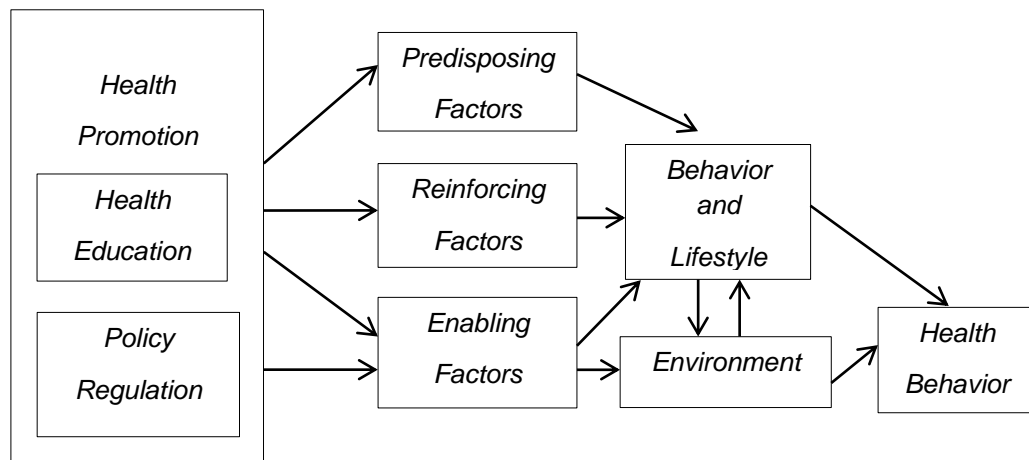 Health
Promotion
Health
Education
Policy
Regulation
Predisposing
Factors
Reinforcing
Factors
Enabling
Factors
Behavior
and
Lifestyle
Environment
Health
Behavior